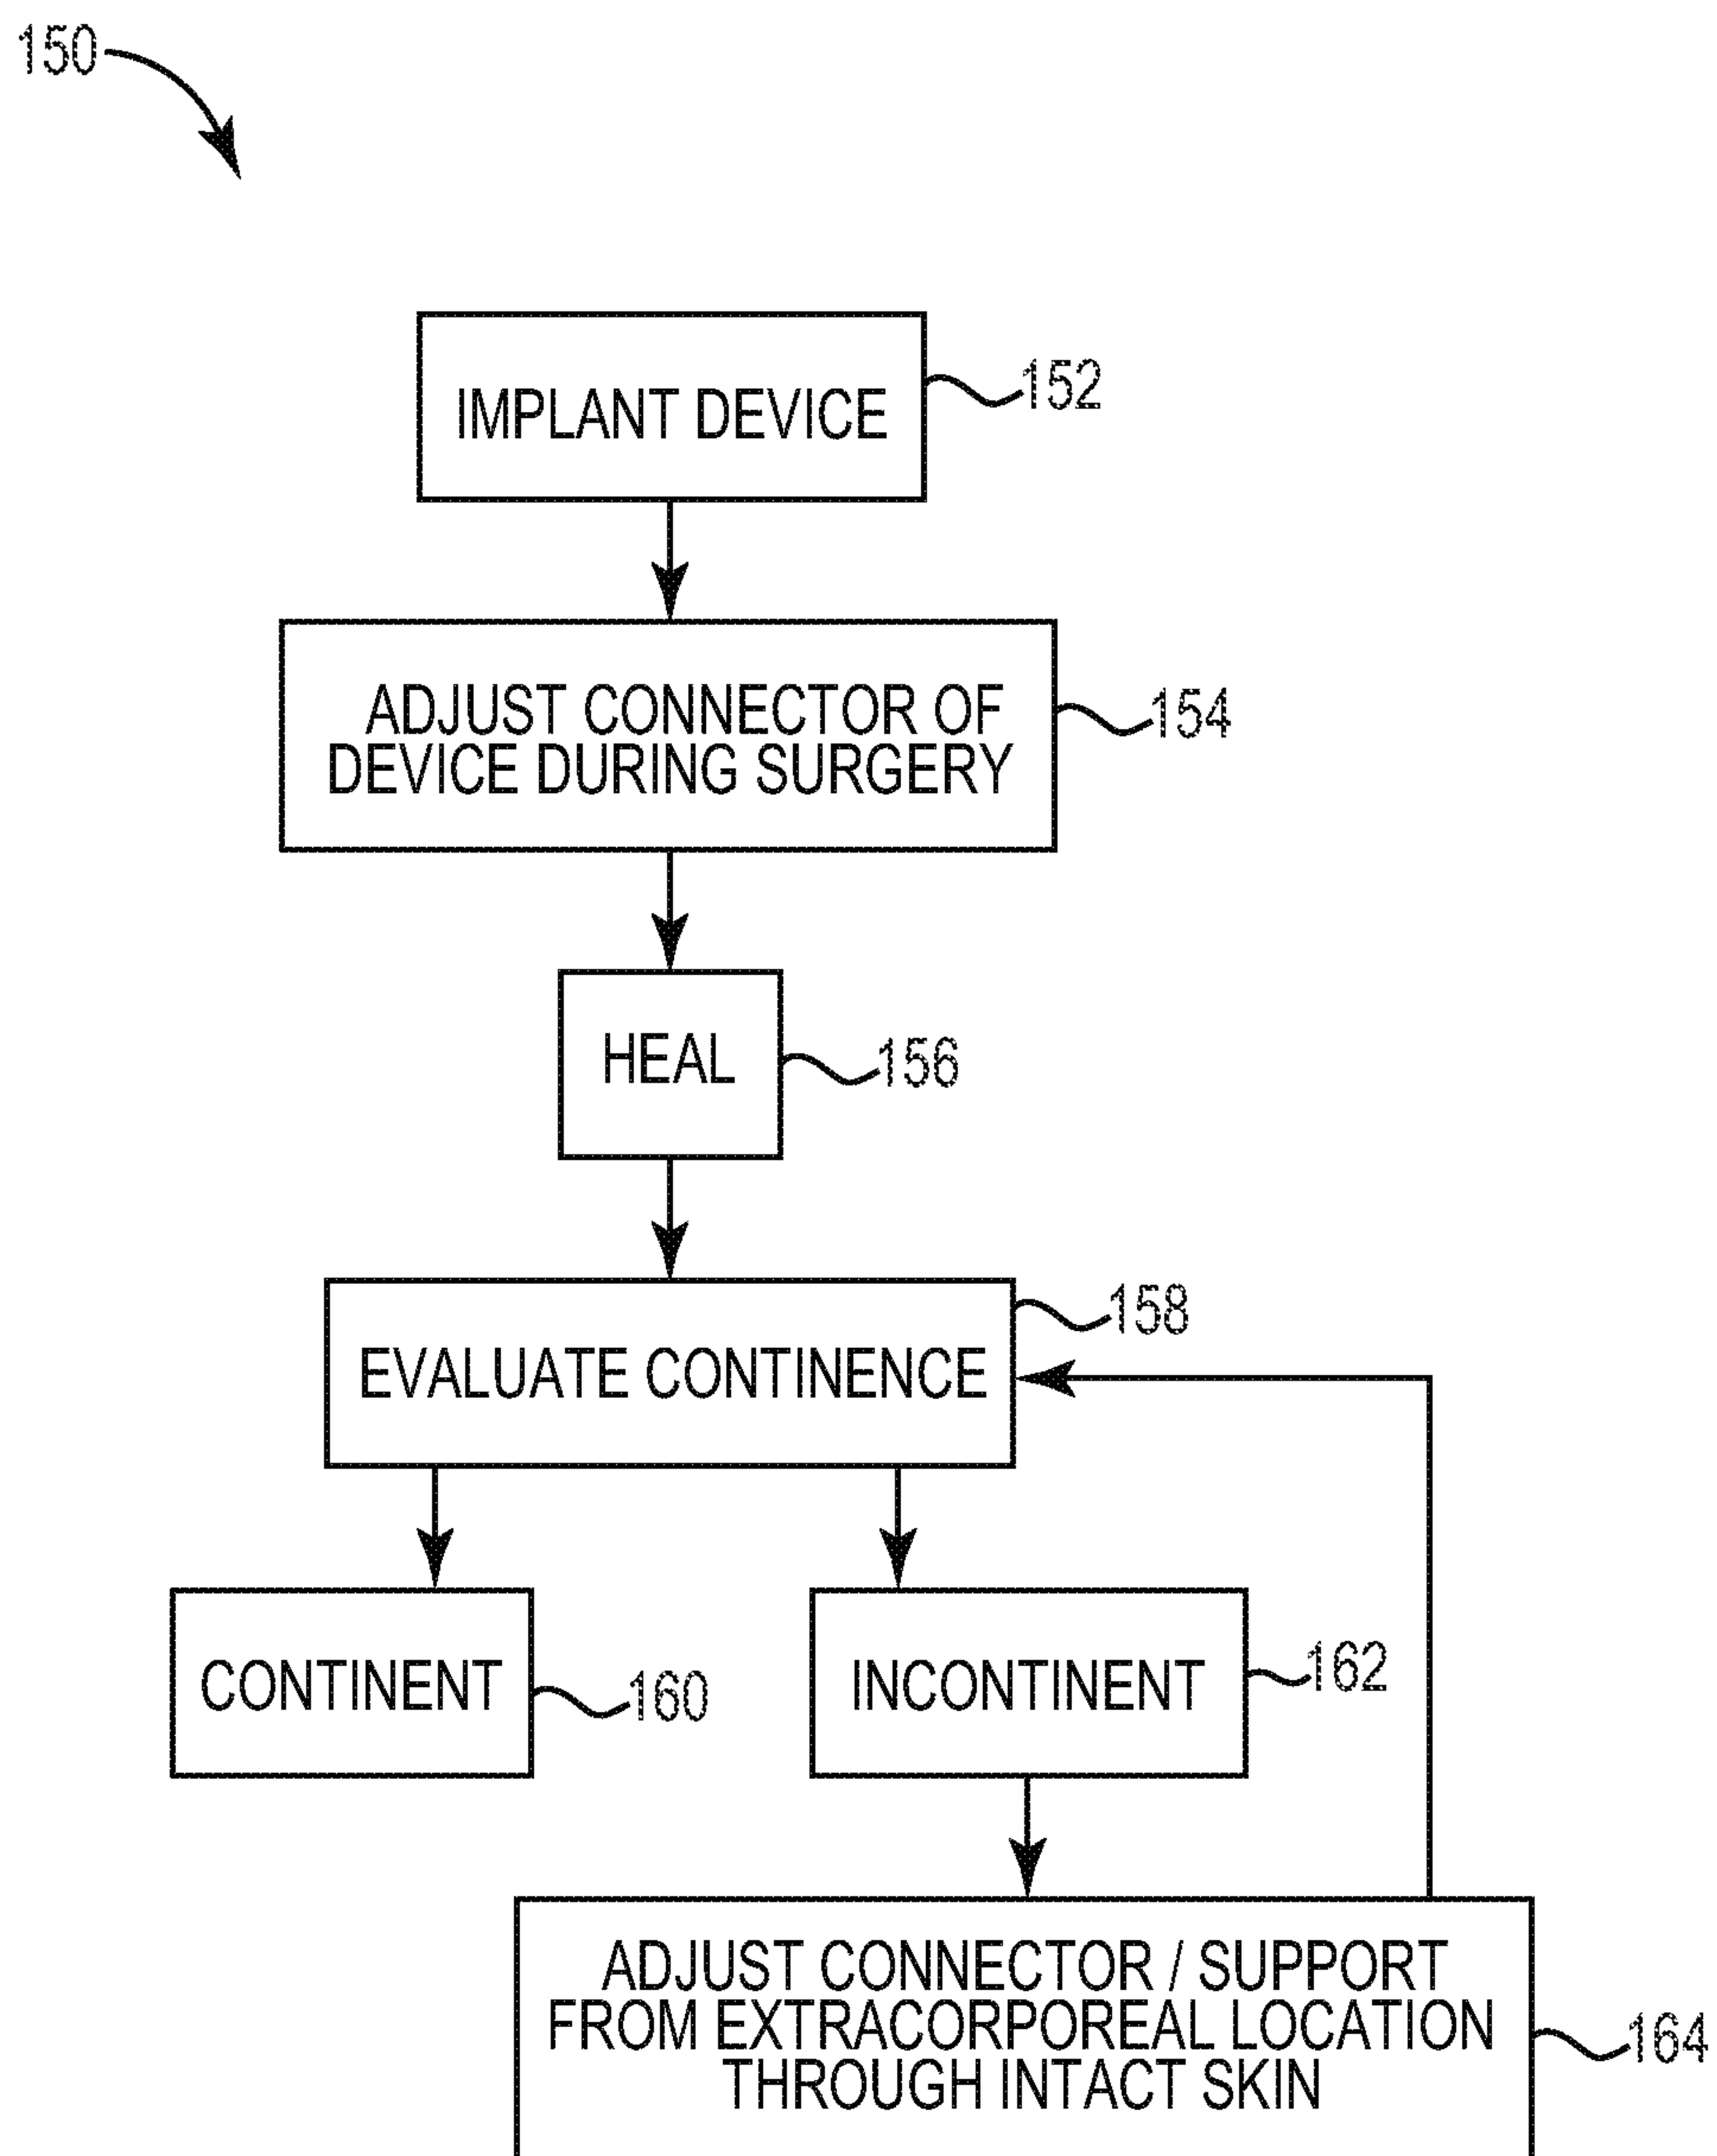 150
IMPLANT DEVICE
152
ADJUST CONNECTOR OF
DEVICE DURING SURGERY
154
HEAL
156
EVALUATE CONTINENCE
158
CONTINENT
160
INCONTINENT
162
ADJUST CONNECTOR / SUPPORT
FROM EXTRACORPOREAL LOCATION
THROUGH INTACT SKIN
164